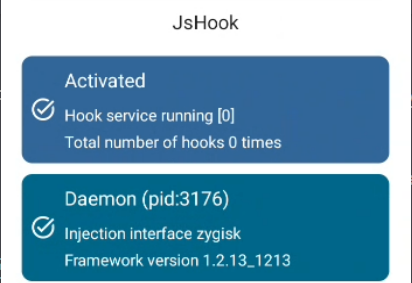 JsHook
Activated
Hook service running [0]
Total number of hooks 0 times
Daemon (pid:3176)
Injection interface zygisk
Framework version 1.2.13_1213